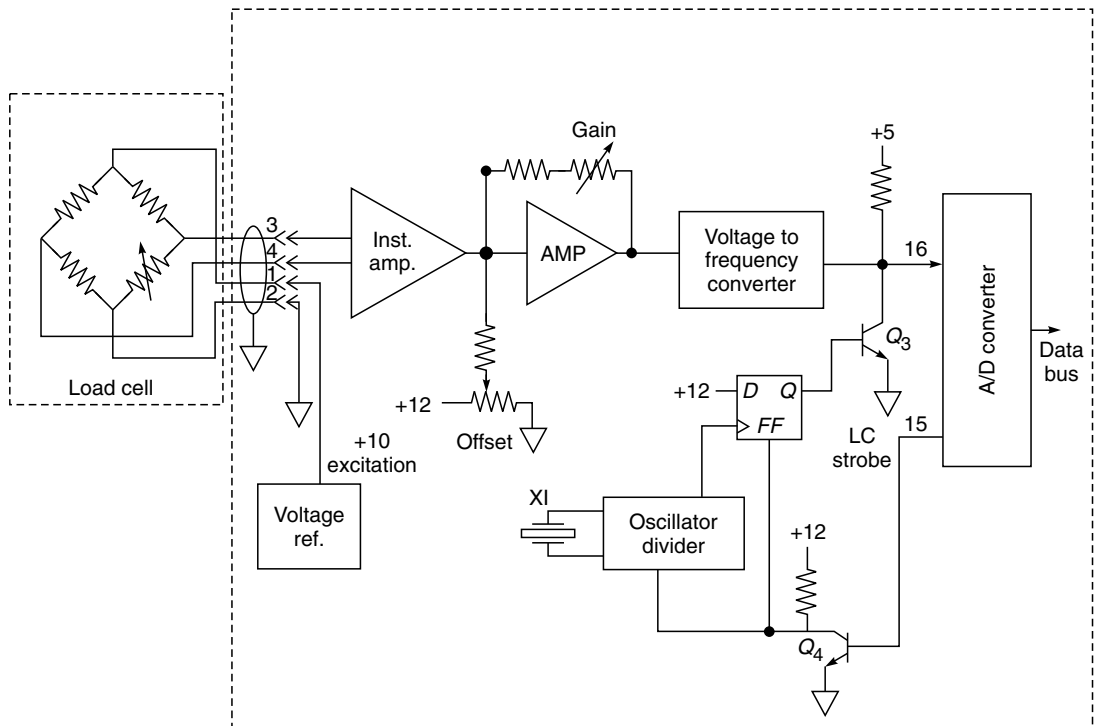 Gain
+5
3
4
1
2
Inst.
amp.
AMP
Voltage to
frequency
converter
16
A/D converter
Data
bus
Q3
Load cell
+12
Offset
+12
D
Q
FF
LC
strobe
15
+10
excitation
Voltage
ref.
XI
Oscillator
divider
+12
Q4